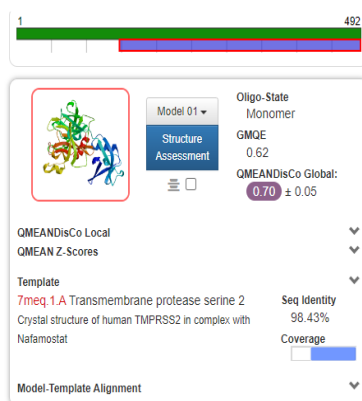 1 492
Model 01
Structure
Assessment
Oligo-State
Monomer
GMQE
0.62
QMEANDisCo Global:
0.70 ± 0.05
QMEANDisCo Local
QMEAN Z-Scores
Template
7meq.1.A Transmembrane protease serine 2
Crystal structure of human TMPRSS2 in complex with
Nafamostat
Seq Identity
98.43%
Coverage
Model-Template Alignment